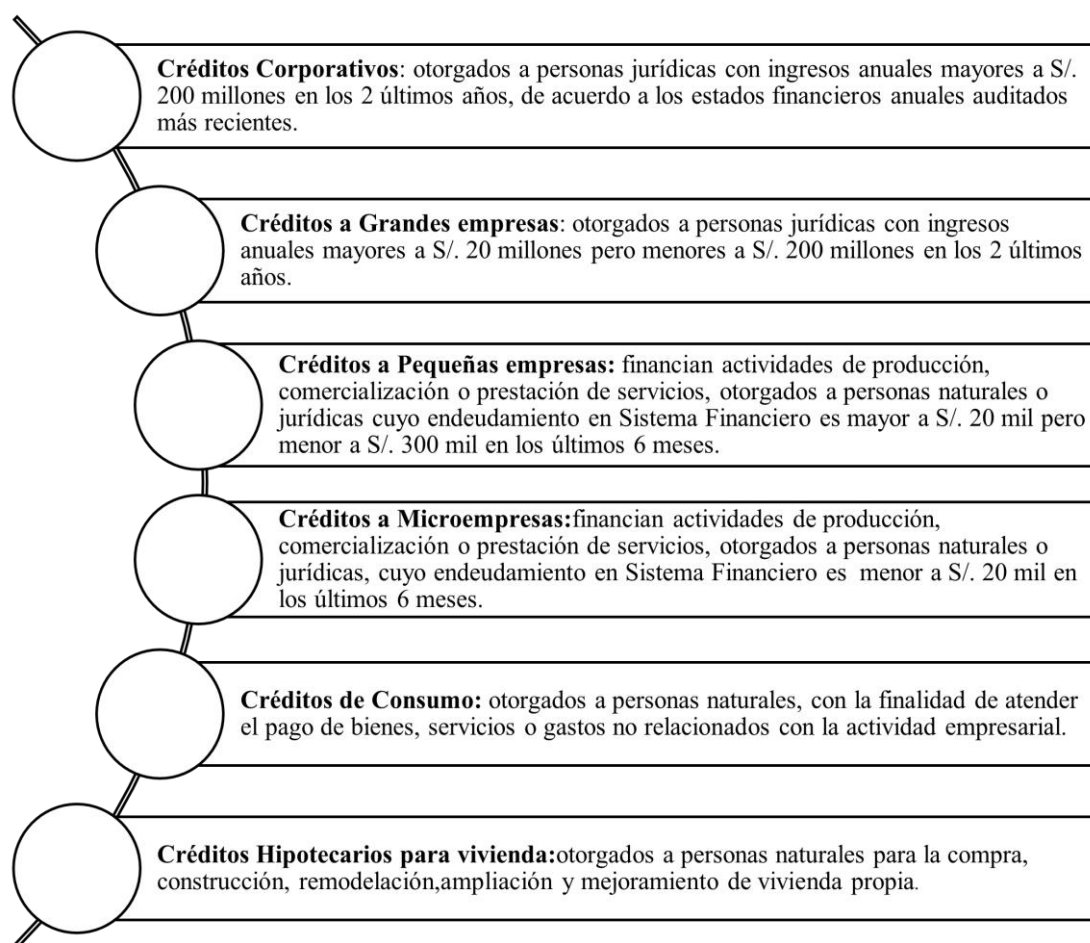 Créditos Corporativos: otorgados a personas jurídicas con ingresos anuales mayores a S/.
200 millones en los 2 últimos años, de acuerdo a los estados financieros anuales auditados
más recientes.
Créditos a Grandes empresas: otorgados a personas jurídicas con ingresos
anuales mayores a S/. 20 millones pero menores a S/. 200 millones en los 2 últimos
años.
Créditos a Pequeñas empresas: financian actividades de producción,
comercialización o prestación de servicios, otorgados a personas naturales o
jurídicas cuyo endeudamiento en Sistema Financiero es mayor a S/. 20 mil pero
menor a S/. 300 mil en los últimos 6 meses.
Créditos a Microempresas:financian actividades de producción,
comercialización o prestación de servicios, otorgados a personas naturales o
jurídicas, cuyo endeudamiento en Sistema Financiero es menor a S/. 20 mil en
los últimos 6 meses.
Créditos de Consumo: otorgados a personas naturales, con la finalidad de atender
el pago de bienes, servicios o gastos no relacionados con la actividad empresarial.
Créditos Hipotecarios para vivienda:otorgados a personas naturales para la compra,
construcción, remodelación,ampliación y mejoramiento de vivienda propia.